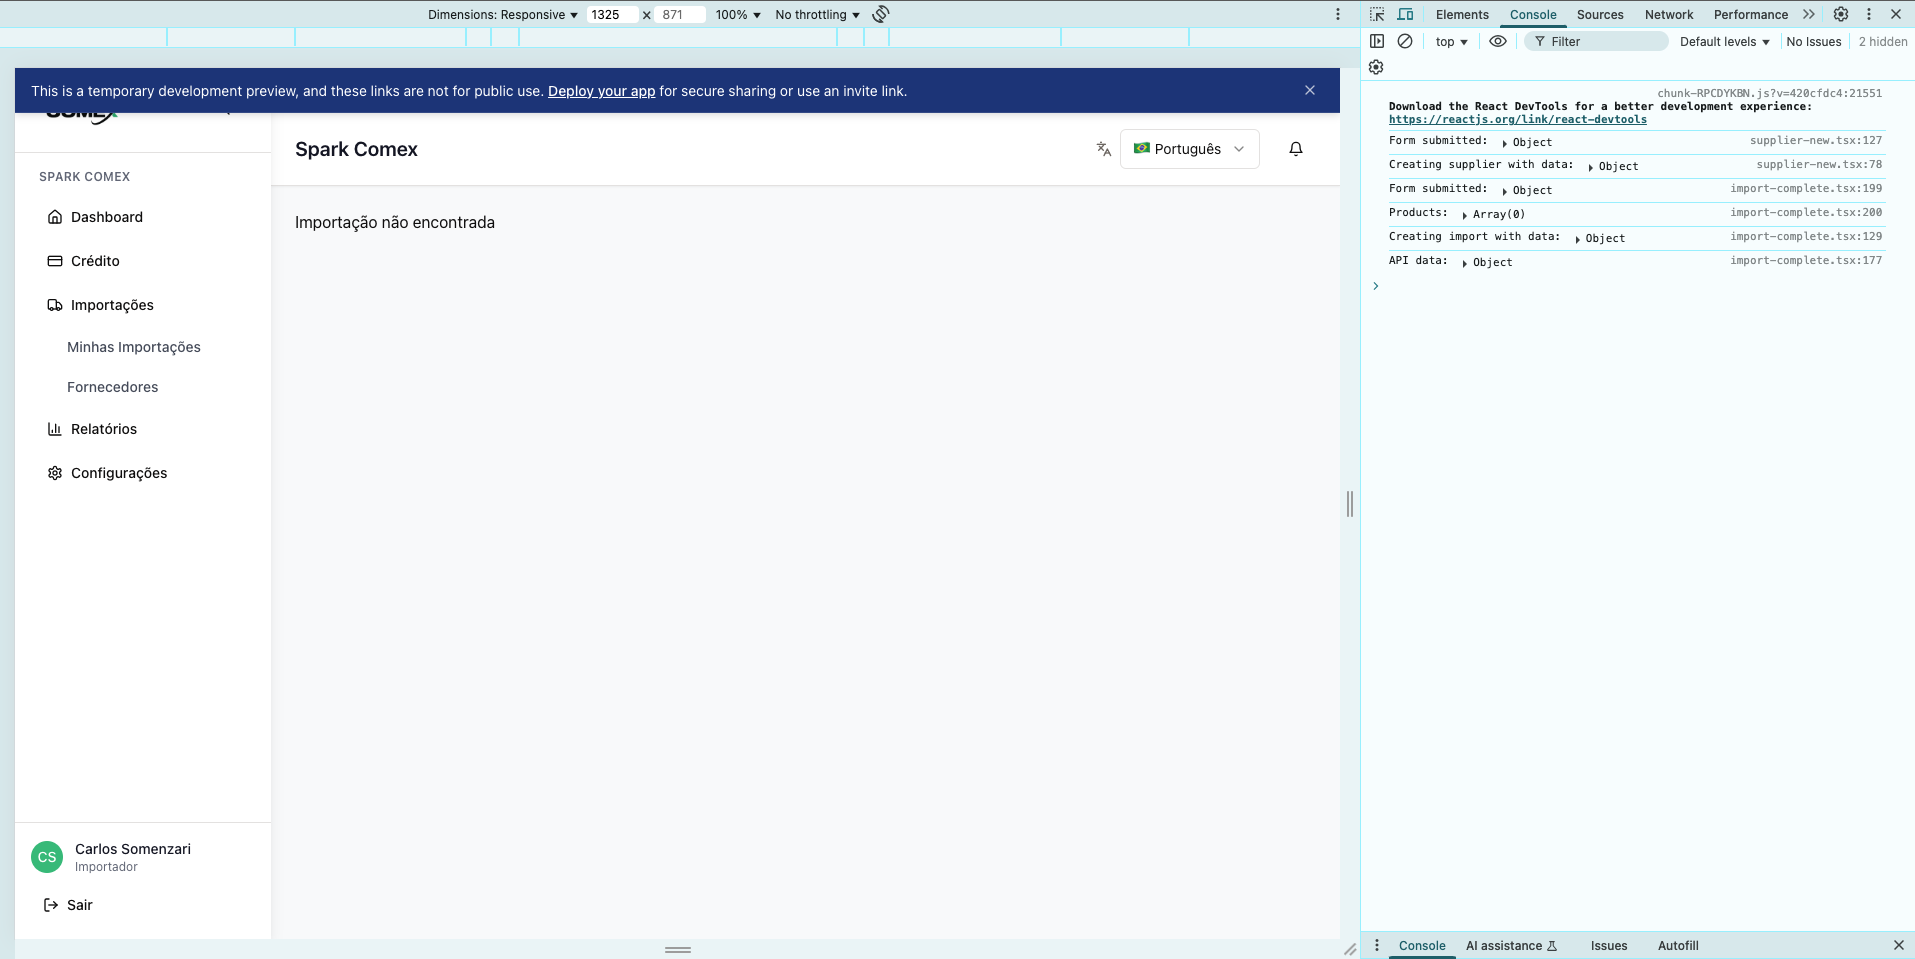 Dimensions: Responsive 1325 x 871 100% No throttling
This is a temporary development preview, and these links are not for public use. Deploy your app for secure sharing or use an invite link.
SPARK COMEX
Dashboard
Crédito
Importações
Minhas Importações
Fornecedores
Relatórios
Configurações
Carlos Somenzari
CS
Importador
Sair
Spark Comex
Português
Importação não encontrada
Elements Console Sources Network Performance
top Filter Default levels No Issues 2 hidden
chunk-RPCDYKBN.js?v=420cfdc4:21551
Download the React DevTools for a better development experience:
https://reactjs.org/link/react-devtools
Form submitted: Object supplier-new.tsx:127
Creating supplier with data: Object supplier-new.tsx:78
Form submitted: Object import-complete.tsx:199
Products: Array(0) import-complete.tsx:200
Creating import with data: Object import-complete.tsx:129
API data: Object import-complete.tsx:177
Console AI assistance Issues Autofill